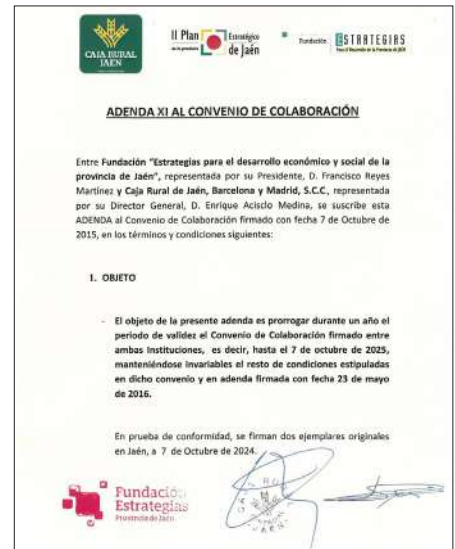 CAJA RURAL
JAÉN
II Plan Estratégico
de la provincia de Jaén
Fundación ESTRATEGIAS
ADENDA XI AL CONVENIO DE COLABORACIÓN
Entre Fundación "Estrategias para el desarrollo económico y social de la
provincia de Jaén", representada por su Presidente, D. Francisco Reyes
Martínez y Caja Rural de Jaén, Barcelona y Madrid, S.C.C., representada
por su Director General, D. Enrique Acisclo Medina, se suscribe esta
ADENDA al Convenio de Colaboración firmado con fecha 7 de Octubre de
2015, en los términos y condiciones siguientes:
1. OBJETO
- El objeto de la presente adenda es prorrogar durante un año el
periodo de validez el Convenio de Colaboración firmado entre
ambas Instituciones, es decir, hasta el 7 de octubre de 2025,
manteniéndose invariables el resto de condiciones estipuladas
en dicho convenio y en adenda firmada con fecha 23 de mayo
de 2016.
En prueba de conformidad, se firman dos ejemplares originales
en Jaén, a 7 de Octubre de 2024.
Fundación
Estrategias
Provincia de Jaén